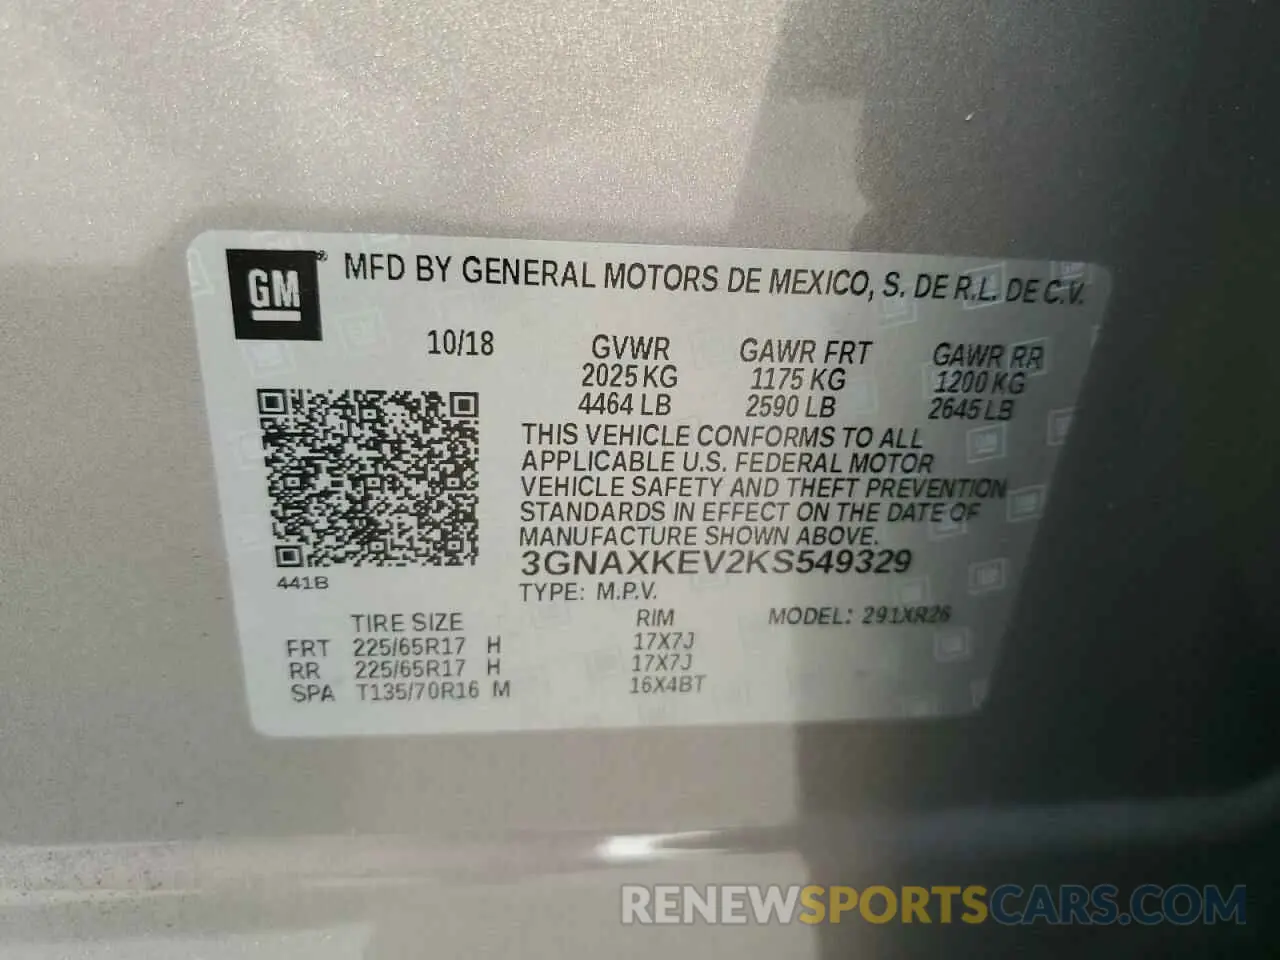 GM® MFD BY GENERAL MOTORS DE MEXICO, S. DE R.L. DE C.V.
10/18 GVWR GAWR FRT GAWR RR
2025 KG 1175 KG 1200 KG
4464 LB 2590 LB 2645 LB
THIS VEHICLE CONFORMS TO ALL
APPLICABLE U.S. FEDERAL MOTOR
VEHICLE SAFETY AND THEFT PREVENTION
STANDARDS IN EFFECT ON THE DATE OF
MANUFACTURE SHOWN ABOVE.
3GNAXKEV2KS549329
441B
TYPE: M.P.V.
TIRE SIZE RIM MODEL: 291XR26
FRT 225/65R17 H 17X7J
RR 225/65R17 H 17X7J
SPA T135/70R16 M 16X4BT
RENEWSPORTSCARS.COM